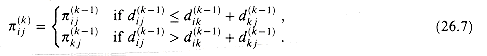 π_{ij}^{(k)} = { π_{ij}^{(k−1)} if d_{ij}^{(k−1)} ≤ d_{ik}^{(k−1)} + d_{kj}^{(k−1)} ,
π_{kj}^{(k−1)} if d_{ij}^{(k−1)} > d_{ik}^{(k−1)} + d_{kj}^{(k−1)} .
(26.7)